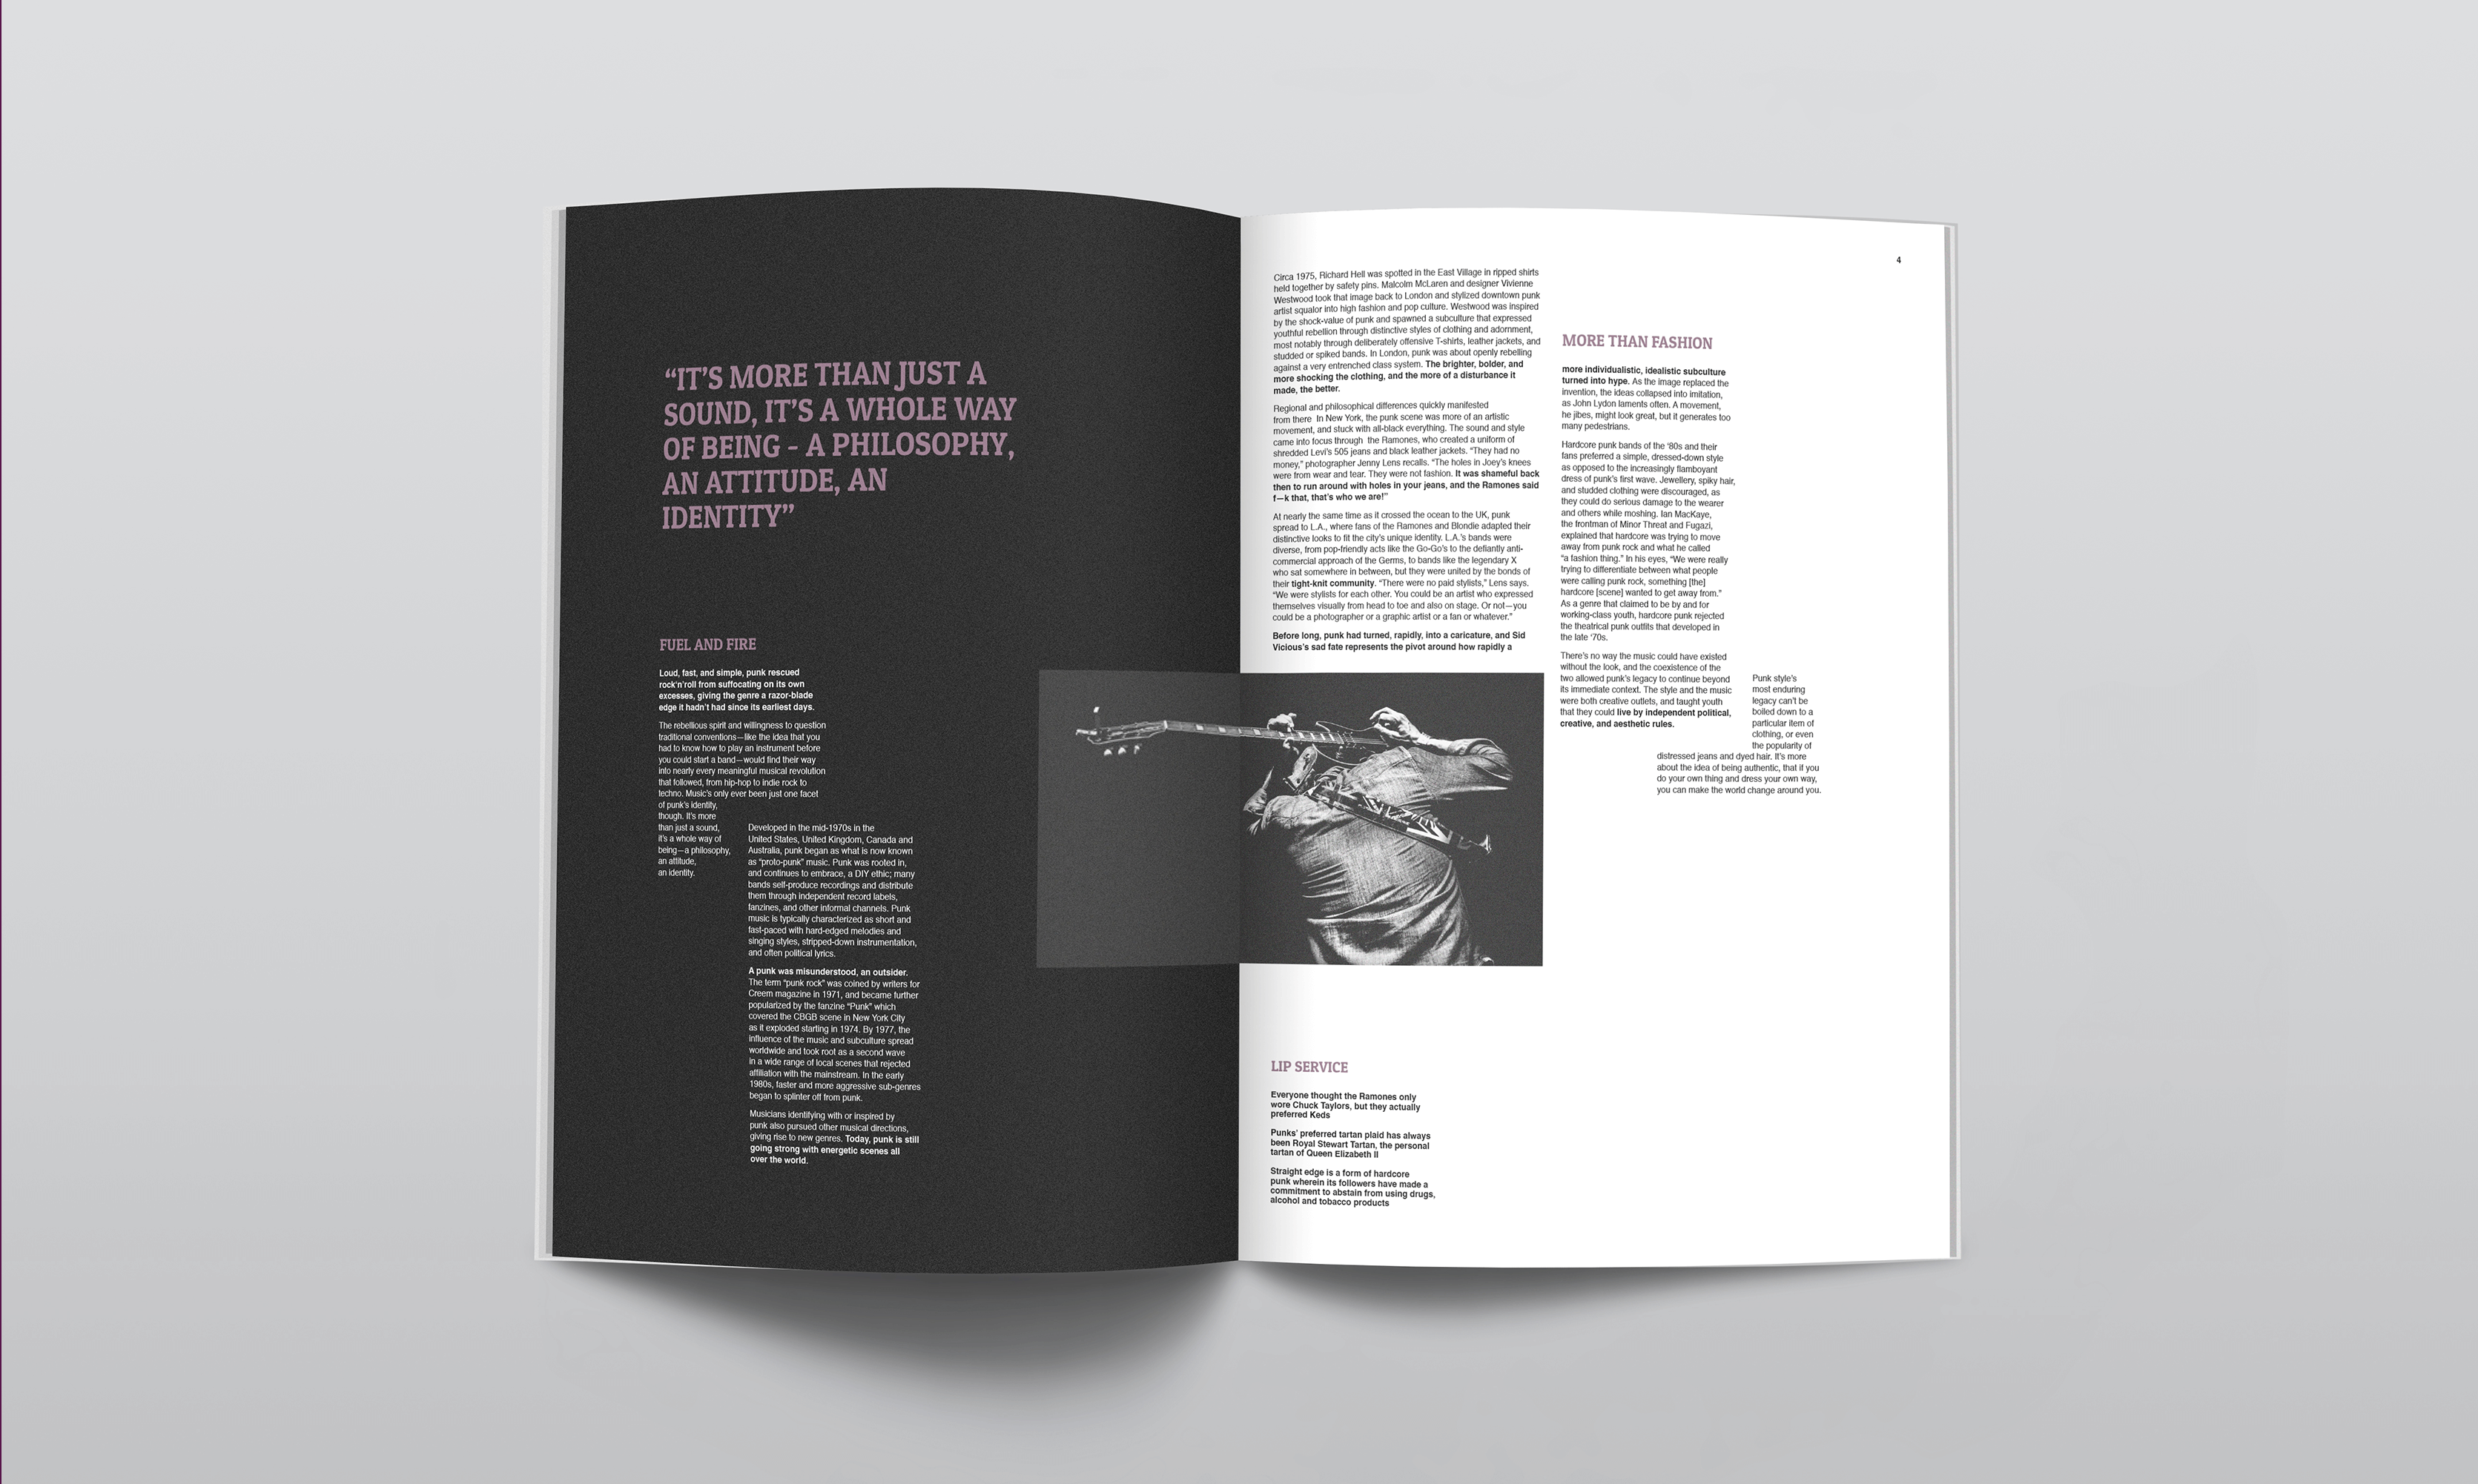 “IT’S MORE THAN JUST A
SOUND, IT’S A WHOLE WAY
OF BEING – A PHILOSOPHY,
AN ATTITUDE, AN
IDENTITY”
FUEL AND FIRE
Loud, fast, and simple, punk rescued
rock’n’roll from suffocating on its own
excesses, giving the genre a razor-blade
edge it hadn’t had since its earliest days.
The rebellious spirit and willingness to question
traditional conventions—like the idea that you
had to know how to play an instrument before
you could start a band—would find their way
into nearly every meaningful musical revolution
that followed, from hip-hop to indie rock to
techno. Music’s only ever been just one facet
of punk’s identity,
though. It’s more
than just a sound,
it’s a whole way of
being—a philosophy,
an attitude,
an identity.
Developed in the mid-1970s in the
United States, United Kingdom, Canada and
Australia, punk began as what is now known
as “proto-punk” music. Punk was rooted in,
and continues to embrace, a DIY ethic; many
bands self-produce recordings and distribute
them through independent record labels,
fanzines, and other informal channels. Punk
music is typically characterized as short and
fast-paced with hard-edged melodies and
singing styles, stripped-down instrumentation,
and often political lyrics.
A punk was misunderstood, an outsider.
The term “punk rock” was coined by writers for
Creem magazine in 1971, and became further
popularized by the fanzine “Punk” which
covered the CBGB scene in New York City
as it exploded starting in 1974. By 1977, the
influence of the music and subculture spread
worldwide and took root as a second wave
in a wide range of local scenes that rejected
affiliation with the mainstream. In the early
1980s, faster and more aggressive sub-genres
began to splinter off from punk.
Musicians identifying with or inspired by
punk also pursued other musical directions,
giving rise to new genres. Today, punk is still
going strong with energetic scenes all
over the world.
4
Circa 1975, Richard Hell was spotted in the East Village in ripped shirts
held together by safety pins. Malcolm McLaren and designer Vivienne
Westwood took that image back to London and stylized downtown punk
artist squalor into high fashion and pop culture. Westwood was inspired
by the shock-value of punk and spawned a subculture that expressed
youthful rebellion through distinctive styles of clothing and adornment,
most notably through deliberately offensive T-shirts, leather jackets, and
studded or spiked bands. In London, punk was about openly rebelling
against a very entrenched class system. The brighter, bolder, and
more shocking the clothing, and the more of a disturbance it
made, the better.
Regional and philosophical differences quickly manifested
from there  In New York, the punk scene was more of an artistic
movement, and stuck with all-black everything. The sound and style
came into focus through  the Ramones, who created a uniform of
shredded Levi’s 505 jeans and black leather jackets. “They had no
money,” photographer Jenny Lens recalls. “The holes in Joey’s knees
were from wear and tear. They were not fashion. It was shameful back
then to run around with holes in your jeans, and the Ramones said
f—k that, that’s who we are!”
At nearly the same time as it crossed the ocean to the UK, punk
spread to L.A., where fans of the Ramones and Blondie adapted their
distinctive looks to fit the city’s unique identity. L.A.’s bands were
diverse, from pop-friendly acts like the Go-Go’s to the defiantly anti-
commercial approach of the Germs, to bands like the legendary X
who sat somewhere in between, but they were united by the bonds of
their tight-knit community. “There were no paid stylists,” Lens says.
“We were stylists for each other. You could be an artist who expressed
themselves visually from head to toe and also on stage. Or not—you
could be a photographer or a graphic artist or a fan or whatever.”
Before long, punk had turned, rapidly, into a caricature, and Sid
Vicious’s sad fate represents the pivot around how rapidly a
MORE THAN FASHION
more individualistic, idealistic subculture
turned into hype. As the image replaced the
invention, the ideas collapsed into imitation,
as John Lydon laments often. A movement,
he jibes, might look great, but it generates too
many pedestrians.
Hardcore punk bands of the ‘80s and their
fans preferred a simple, dressed-down style
as opposed to the increasingly flamboyant
dress of punk’s first wave. Jewellery, spiky hair,
and studded clothing were discouraged, as
they could do serious damage to the wearer
and others while moshing. Ian MacKaye,
the frontman of Minor Threat and Fugazi,
explained that hardcore was trying to move
away from punk rock and what he called
“a fashion thing.” In his eyes, “We were really
trying to differentiate between what people
were calling punk rock, something [the]
hardcore [scene] wanted to get away from.”
As a genre that claimed to be by and for
working-class youth, hardcore punk rejected
the theatrical punk outfits that developed in
the late ‘70s.
There’s no way the music could have existed
without the look, and the coexistence of the
two allowed punk’s legacy to continue beyond
its immediate context. The style and the music
were both creative outlets, and taught youth
that they could live by independent political,
creative, and aesthetic rules.
Punk style’s
most enduring
legacy can’t be
boiled down to a
particular item of
clothing, or even
the popularity of
distressed jeans and dyed hair. It’s more
about the idea of being authentic, that if you
do your own thing and dress your own way,
you can make the world change around you.
LIP SERVICE
Everyone thought the Ramones only
wore Chuck Taylors, but they actually
preferred Keds
Punks’ preferred tartan plaid has always
been Royal Stewart Tartan, the personal
tartan of Queen Elizabeth II
Straight edge is a form of hardcore
punk wherein its followers have made a
commitment to abstain from using drugs,
alcohol and tobacco products